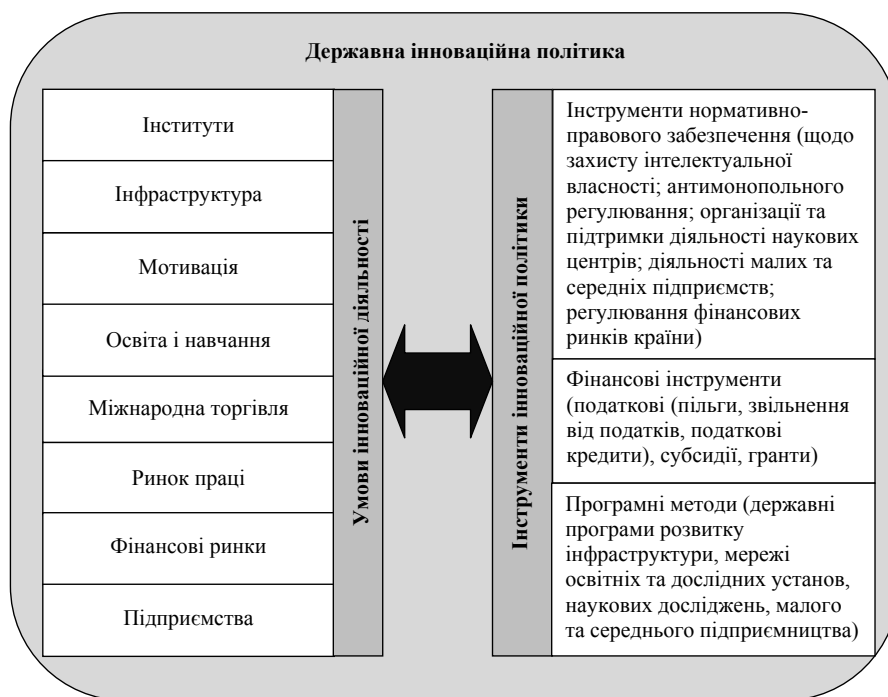 Державна інноваційна політика
Інститути
Інфраструктура
Мотивація
Освіта і навчання
Міжнародна торгівля
Ринок праці
Фінансові ринки
Підприємства
Умови інноваційної діяльності
Інструменти інноваційної політики
Інструменти нормативно-
правового забезпечення (щодо
захисту інтелектуальної
власності; антимонопольного
регулювання; організації та
підтримки діяльності наукових
центрів; діяльності малих та
середніх підприємств;
регулювання фінансових
ринків країни)
Фінансові інструменти
(податкові (пільги, звільнення
від податків, податкові
кредити), субсидії, гранти)
Програмні методи (державні
програми розвитку
інфраструктури, мережі
освітніх та дослідних установ,
наукових досліджень, малого
та середнього підприємництва)